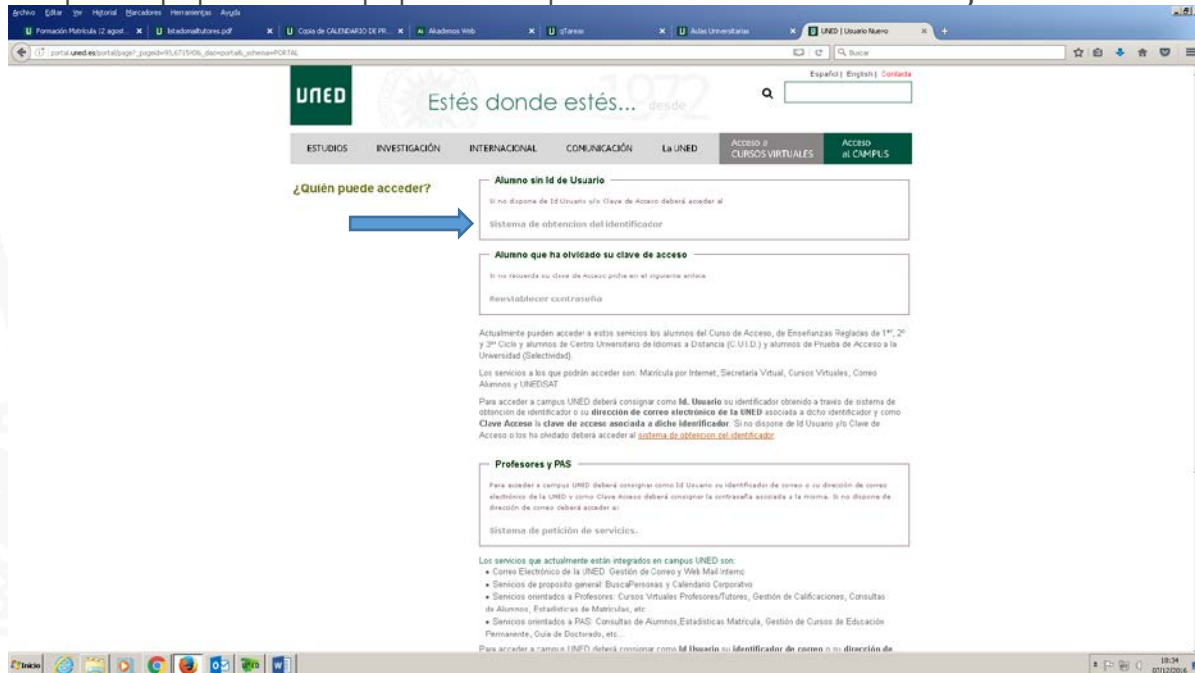 Archivo Editar Ver Historial Marcadores Herramientas Ayuda
Formación Matrícula (2 agost... listadomailtutores.pdf Copia de CALENDARIO DE PR... Akademos Web qTareas Aulas Universitarias UNED | Usuario Nuevo
portal.uned.es/portal/page?_pageid=93,671506&_dad=portal&_schema=PORTAL Buscar
Español | English | Contacta
UNED Estés donde estés... desde 1972
ESTUDIOS INVESTIGACIÓN INTERNACIONAL COMUNICACIÓN La UNED Acceso a CURSOS VIRTUALES Acceso al CAMPUS
¿Quién puede acceder?
Alumno sin Id de Usuario
Si no dispone de Id Usuario y/o Clave de Acceso deberá acceder al
Sistema de obtencion del identificador
Alumno que ha olvidado su clave de acceso
Si no recuerda su clave de Acceso pulse en el siguiente enlace
Reestablecer contraseña
Actualmente pueden acceder a estos servicios los alumnos del Curso de Acceso, de Enseñanzas Regladas de 1er, 2º
y 3er Ciclo y alumnos de Centro Universitario de Idiomas a Distancia (C.U.I.D.) y alumnos de Prueba de Acceso a la
Universidad (Selectividad).
Los servicios a los que podrán acceder son: Matrícula por Internet, Secretaría Virtual, Cursos Virtuales, Correo
Alumnos y UNEDSAT
Para acceder a campus UNED deberá consignar como Id. Usuario su identificador obtenido a través de sistema de
obtención de identificador o su dirección de correo electrónico de la UNED asociada a dicho identificador y como
Clave Acceso la clave de acceso asociada a dicho identificador. Si no dispone de Id Usuario y/o Clave de
Acceso o los ha olvidado deberá acceder al sistema de obtencion del identificador.
Profesores y PAS
Para acceder a campus UNED deberá consignar como Id Usuario su identificador de correo o su dirección de correo
electrónico de la UNED y como Clave Acceso deberá consignar la contraseña asociada a la misma. Si no dispone de
dirección de correo deberá acceder al:
Sistema de petición de servicios.
Los servicios que actualmente están integrados en campus UNED son:
• Correo Electrónico de la UNED: Gestión de Correo y Web Mail Interno
• Servicios de proposito general: BuscaPersonas y Calendario Corporativo
• Servicios orientados a Profesores: Cursos Virtuales Profesores/Tutores, Gestión de Calificaciones, Consultas
de Alumnos, Estadísticas de Matrículas, etc...
• Servicios orientados a PAS: Consultas de Alumnos,Estadísticas Matrícula, Gestión de Cursos de Educación
Permanente, Guía de Doctorado, etc...
Para acceder a campus UNED deberá consignar como Id Usuario su identificador de correo o su dirección de
Inicio
10:34
07/12/2016